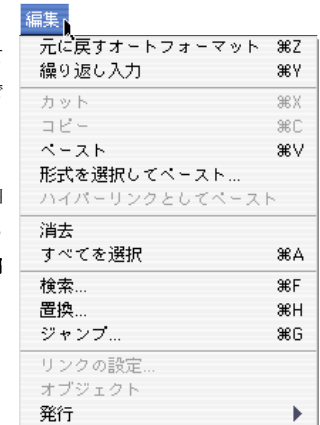 編集
元に戻すオートフォーマット ⌘Z
繰り返し入力 ⌘Y
カット ⌘X
コピー ⌘C
ペースト ⌘V
形式を選択してペースト...
ハイパーリンクとしてペースト
消去
すべてを選択 ⌘A
検索... ⌘F
置換... ⌘H
ジャンプ... ⌘G
リンクの設定...
オブジェクト
発行